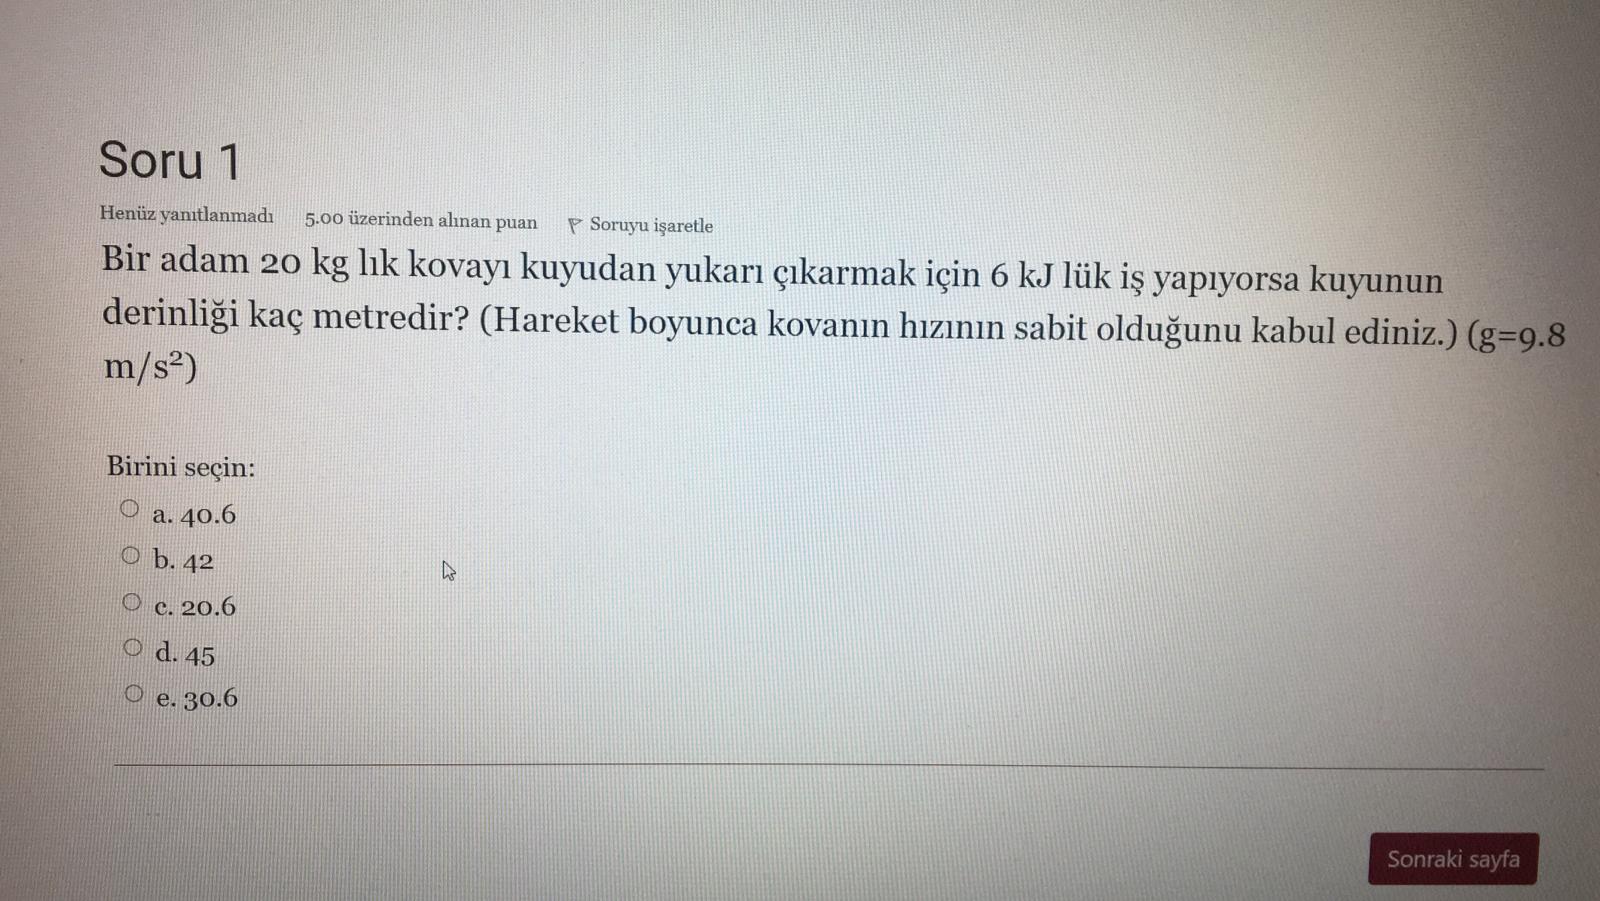 Soru 1
Henüz yanıtlanmadı 5.00 üzerinden alınan puan Soruyu işaretle
Bir adam 20 kg lık kovayı kuyudan yukarı çıkarmak için 6 kJ lük iş yapıyorsa kuyunun
derinliği kaç metredir? (Hareket boyunca kovanın hızının sabit olduğunu kabul ediniz.) (g=9.8
m/s²)
Birini seçin:
a. 40.6
b. 42
c. 20.6
d. 45
e. 30.6
Sonraki sayfa